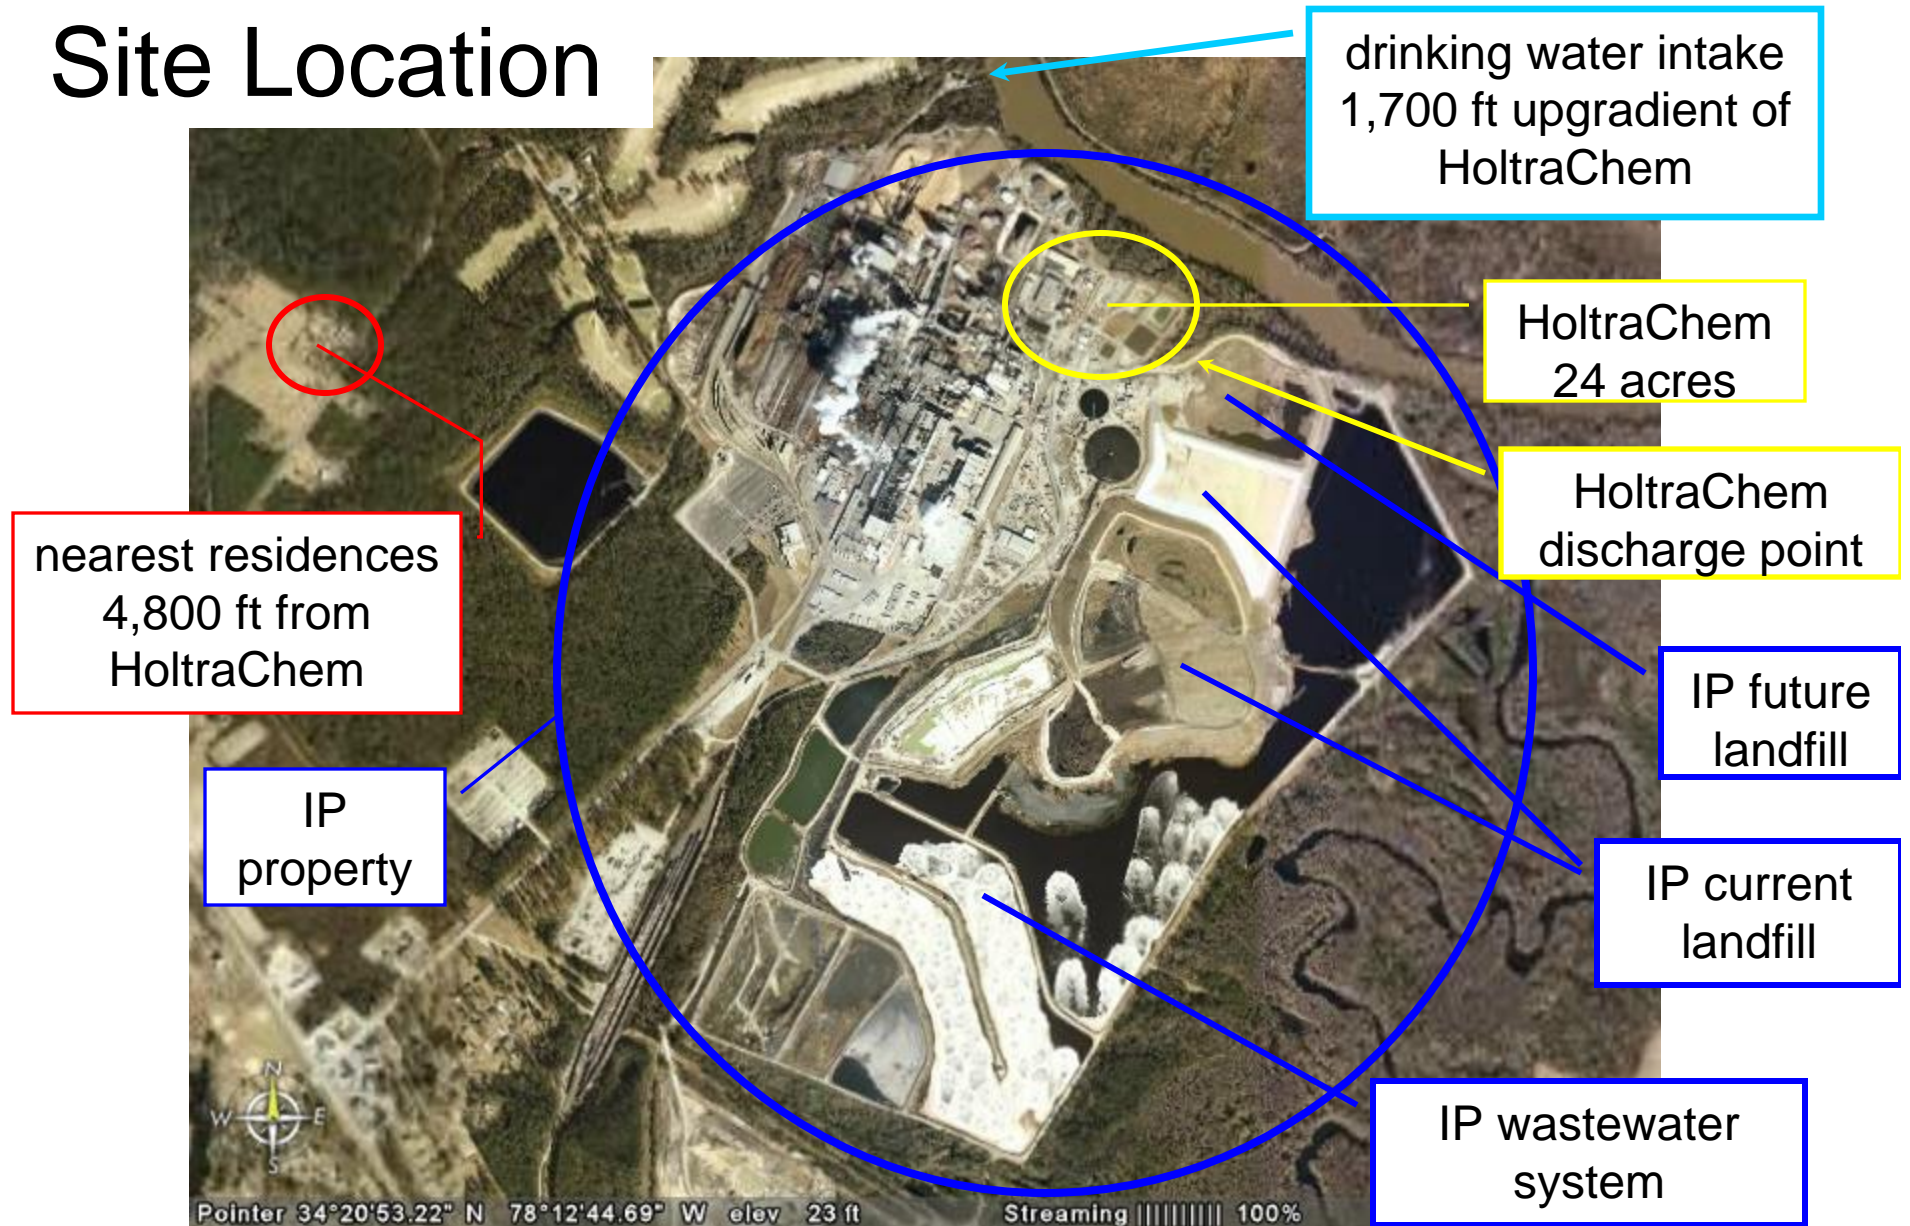 Site Location
drinking water intake
1,700 ft upgradient of
HoltraChem
HoltraChem
24 acres
HoltraChem
discharge point
nearest residences
4,800 ft from
HoltraChem
IP future
landfill
IP
property
IP current
landfill
IP wastewater
system
N
W E
S
Pointer 34°20'53.22" N 78°12'44.69" W elev 23 ft Streaming ||||||||| 100%